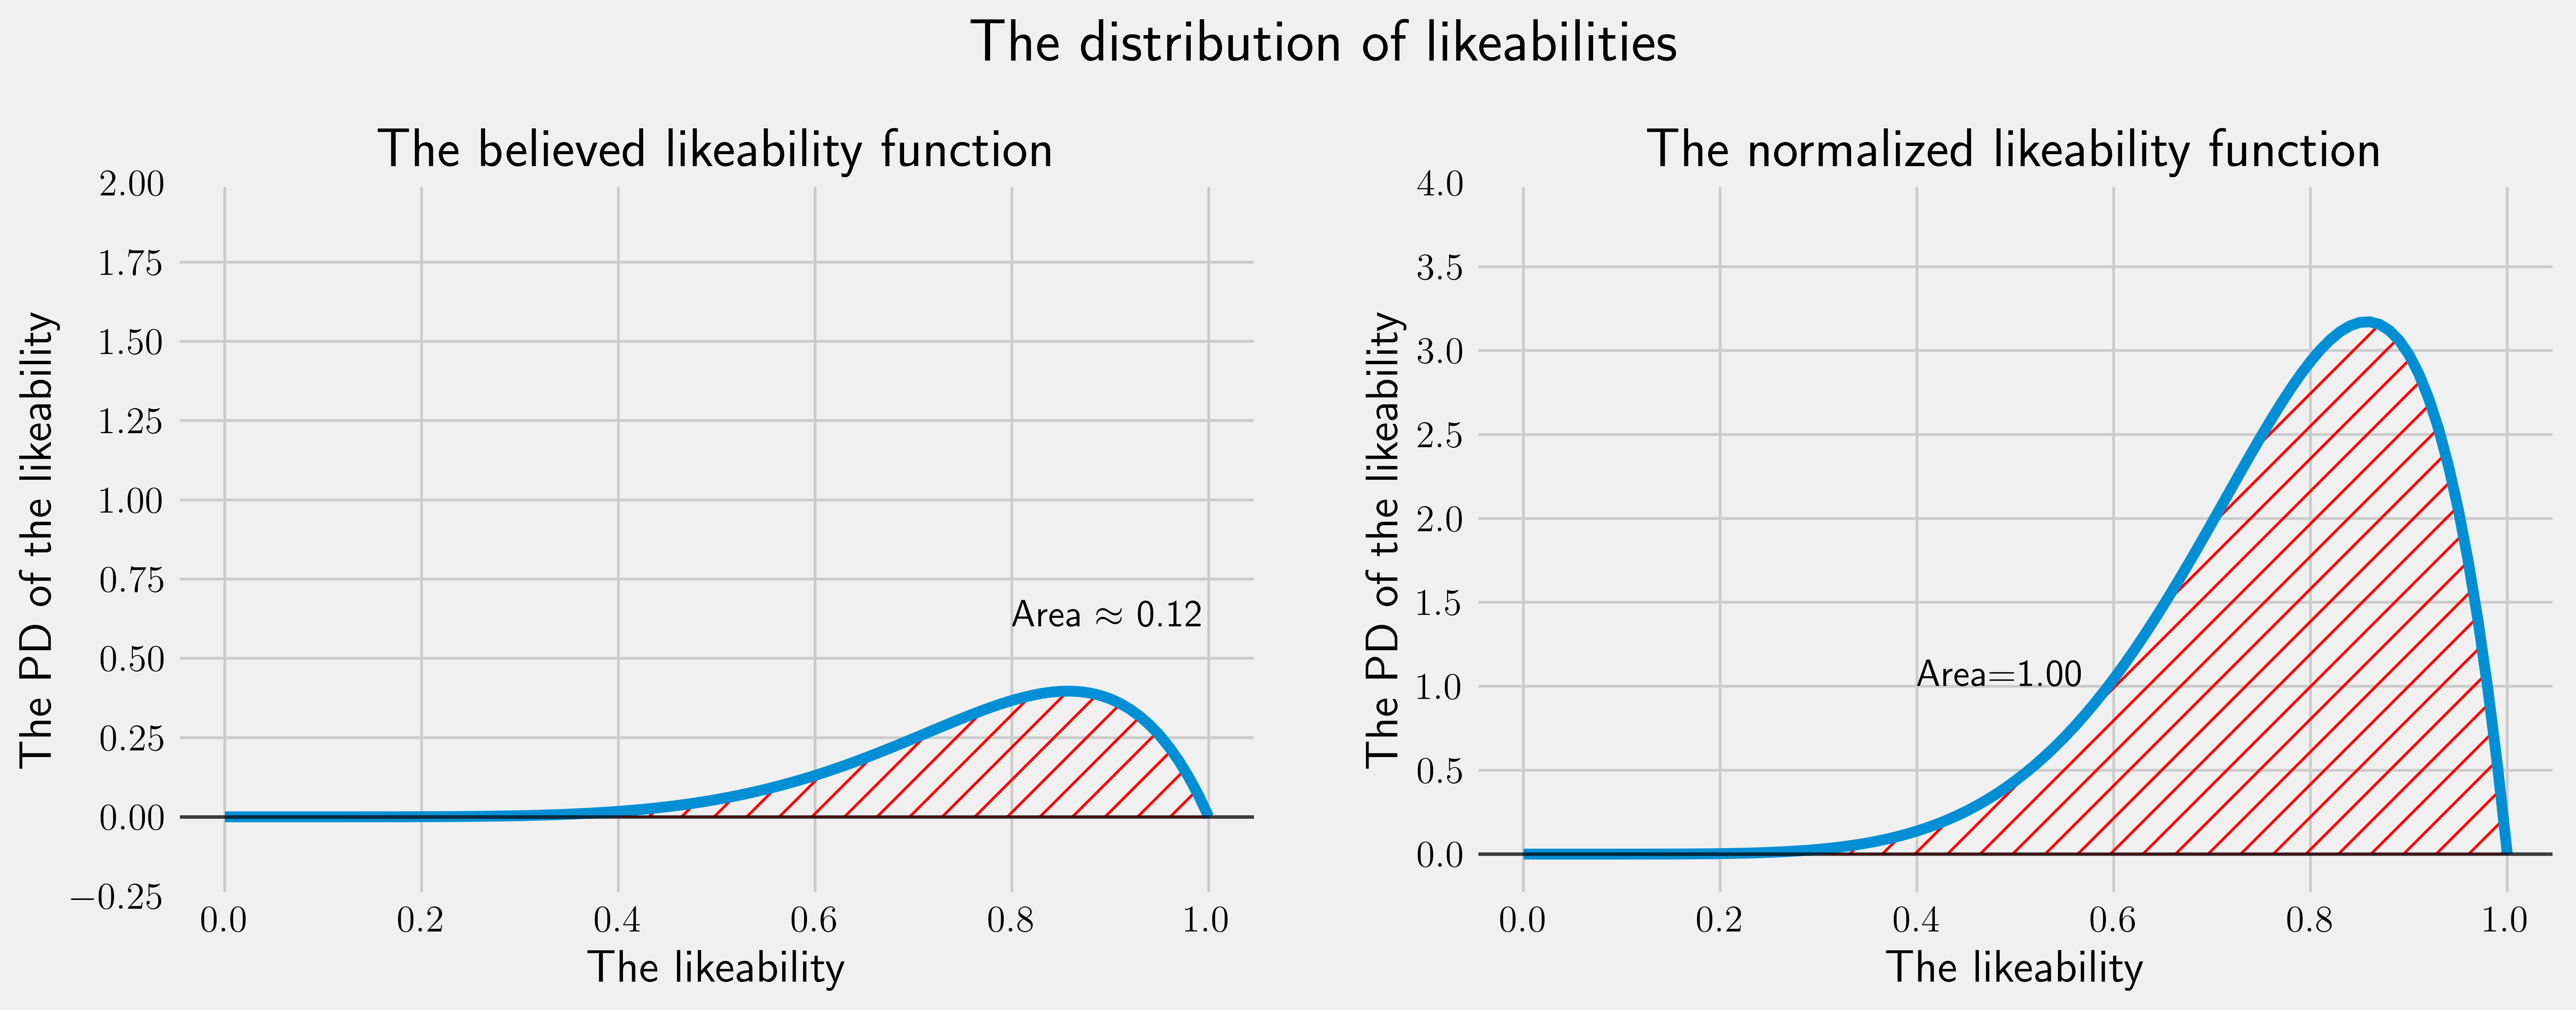 The distribution of likeabilities
The believed likeability function
2.00
1.75
1.50
1.25
1.00
0.75
0.50
0.25
0.00
−0.25
The PD of the likeability
Area ≈ 0.12
0.0 0.2 0.4 0.6 0.8 1.0
The likeability
The normalized likeability function
4.0
3.5
3.0
2.5
2.0
1.5
1.0
0.5
0.0
The PD of the likeability
Area=1.00
0.0 0.2 0.4 0.6 0.8 1.0
The likeability